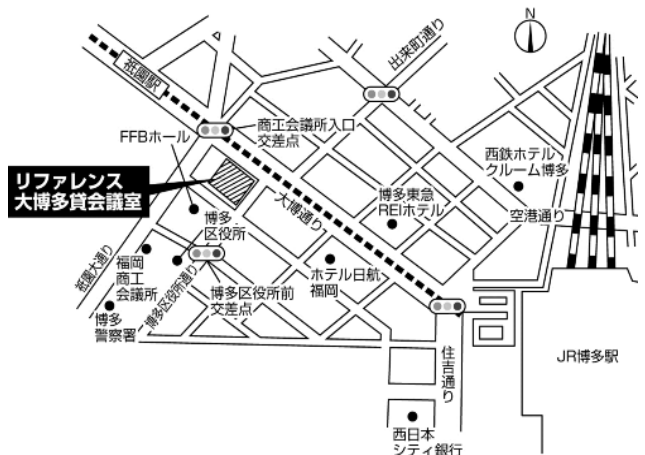 N
出来町通り
祇園駅
商工会議所入口
交差点
FFBホール
リファレンス
大博多貸会議室
西鉄ホテル
クルーム博多
博多東急
REIホテル
大博通り
空港通り
博多
区役所
祇園大通り
福岡
商工
会議所
博多区役所通り
博多区役所前
交差点
ホテル日航
福岡
博多
警察署
住吉通り
JR博多駅
西日本
シティ銀行